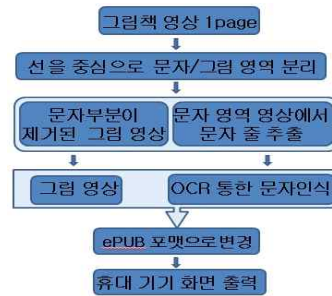 그림책 영상 1page
선을 중심으로 문자/그림 영역 분리
문자부분이
제거된 그림 영상
문자 영역 영상에서
문자 줄 추출
그림 영상
OCR 통한 문자인식
ePUB 포맷으로변경
휴대 기기 화면 출력